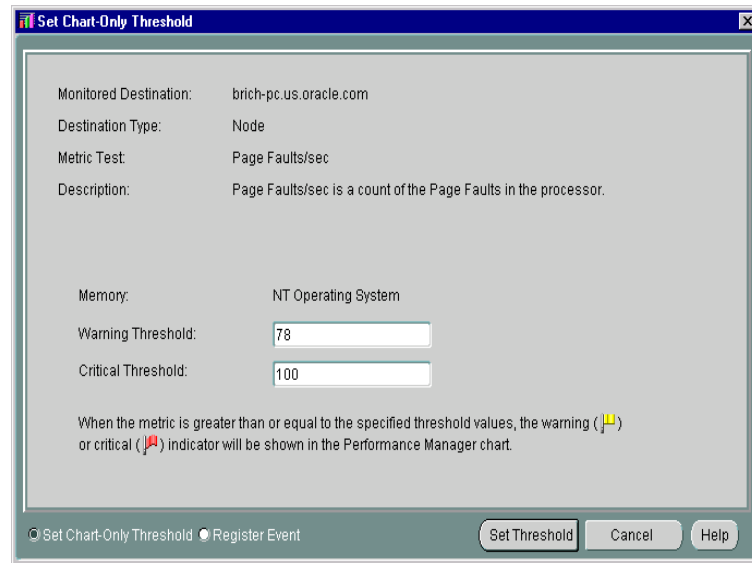 Set Chart-Only Threshold
Monitored Destination: brich-pc.us.oracle.com
Destination Type: Node
Metric Test: Page Faults/sec
Description: Page Faults/sec is a count of the Page Faults in the processor.
Memory: NT Operating System
Warning Threshold: 78
Critical Threshold: 100
When the metric is greater than or equal to the specified threshold values, the warning ( )
or critical ( ) indicator will be shown in the Performance Manager chart.
Set Chart-Only Threshold Register Event Set Threshold Cancel Help